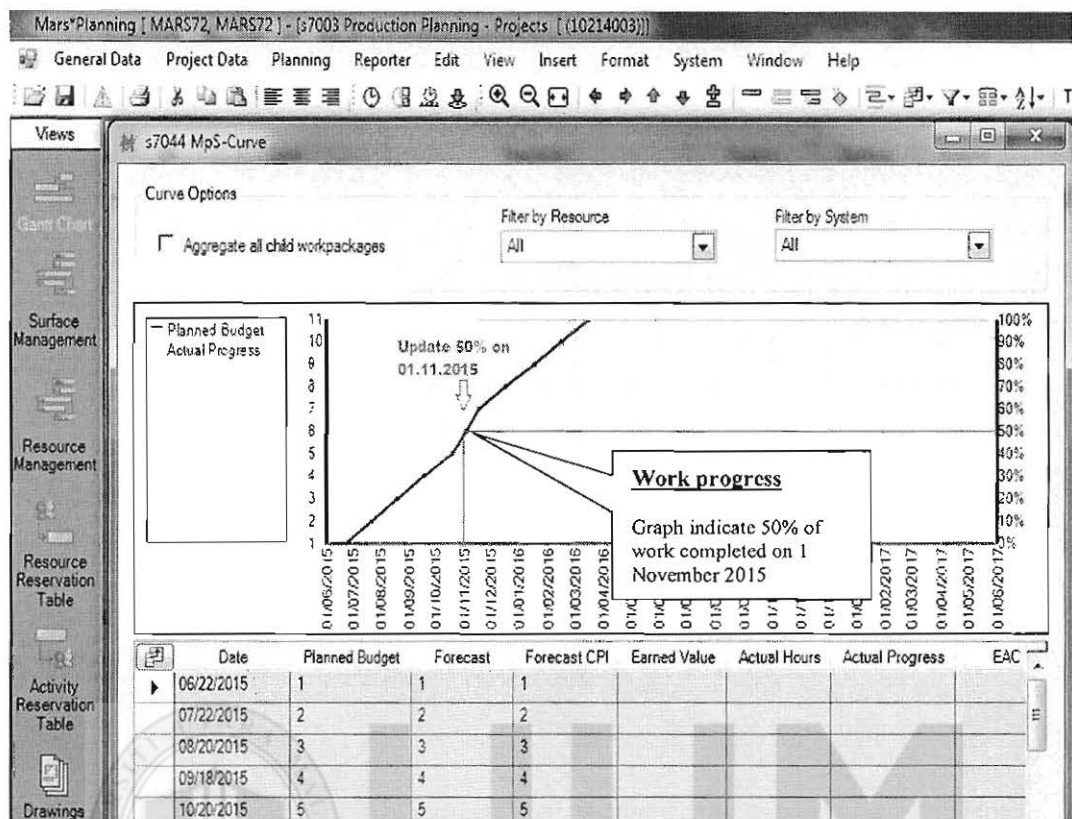 Mars*Planning [ MARS72, MARS72 ] - [s7003 Production Planning - Projects [ (10214003)]]
General Data Project Data Planning Reporter Edit View Insert Format System Window Help
Views
s7044 MpS-Curve
Curve Options
Filter by Resource Filter by System
Aggregate all child workpackages All All
Gantt Chart
Surface Management
Resource Management
Resource Reservation Table
Activity Reservation Table
Drawings
Planned Budget
Actual Progress
11
10
9
8
7
6
5
4
3
2
1
Update 50% on
01.11.2015
100%
90%
80%
70%
60%
50%
40%
30%
20%
10%
0%
Work progress
Graph indicate 50% of
work completed on 1
November 2015
01/06/2015
01/07/2015
01/08/2015
01/09/2015
01/10/2015
01/11/2015
01/12/2015
01/01/2016
01/02/2016
01/03/2016
01/04/2016
01/02/2017
01/03/2017
01/04/2017
01/05/2017
01/06/2017
Date Planned Budget Forecast Forecast CPI Earned Value Actual Hours Actual Progress EAC
06/22/2015 1 1 1
07/22/2015 2 2 2
08/20/2015 3 3 3
09/18/2015 4 4 4
10/20/2015 5 5 5